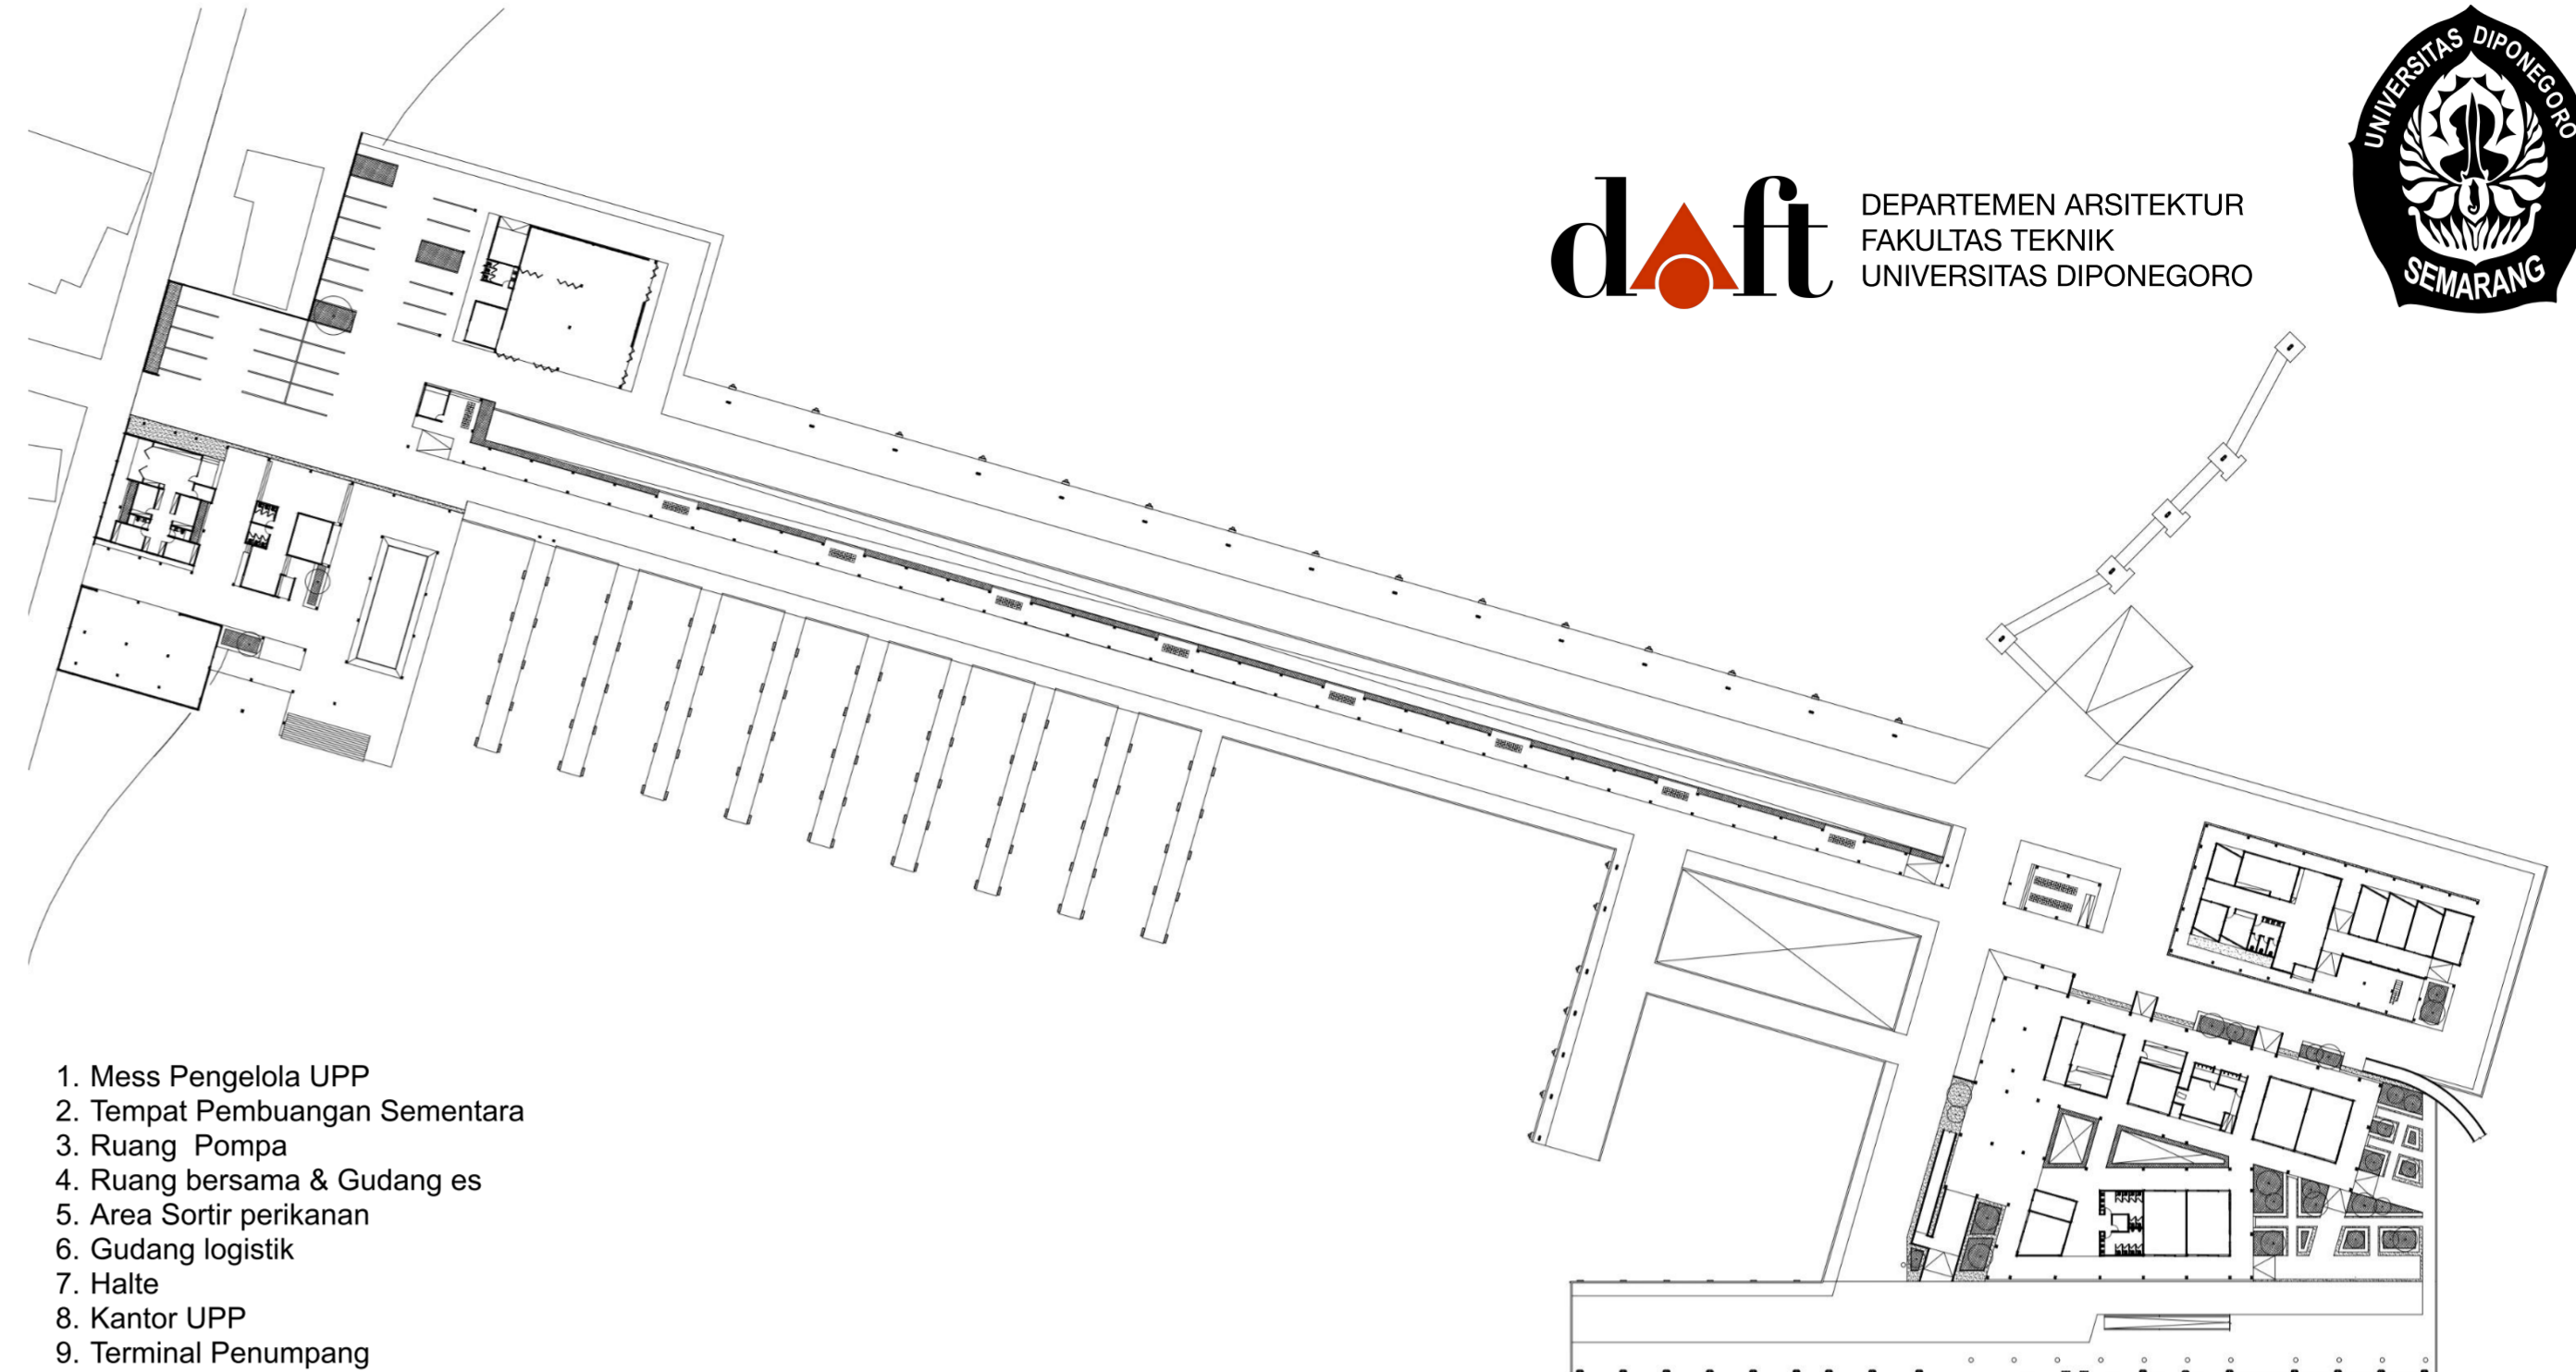 UNIVERSITAS DIPONEGORO
SEMARANG
daft
DEPARTEMEN ARSITEKTUR
FAKULTAS TEKNIK
UNIVERSITAS DIPONEGORO
1. Mess Pengelola UPP
2. Tempat Pembuangan Sementara
3. Ruang Pompa
4. Ruang bersama & Gudang es
5. Area Sortir perikanan
6. Gudang logistik
7. Halte
8. Kantor UPP
9. Terminal Penumpang